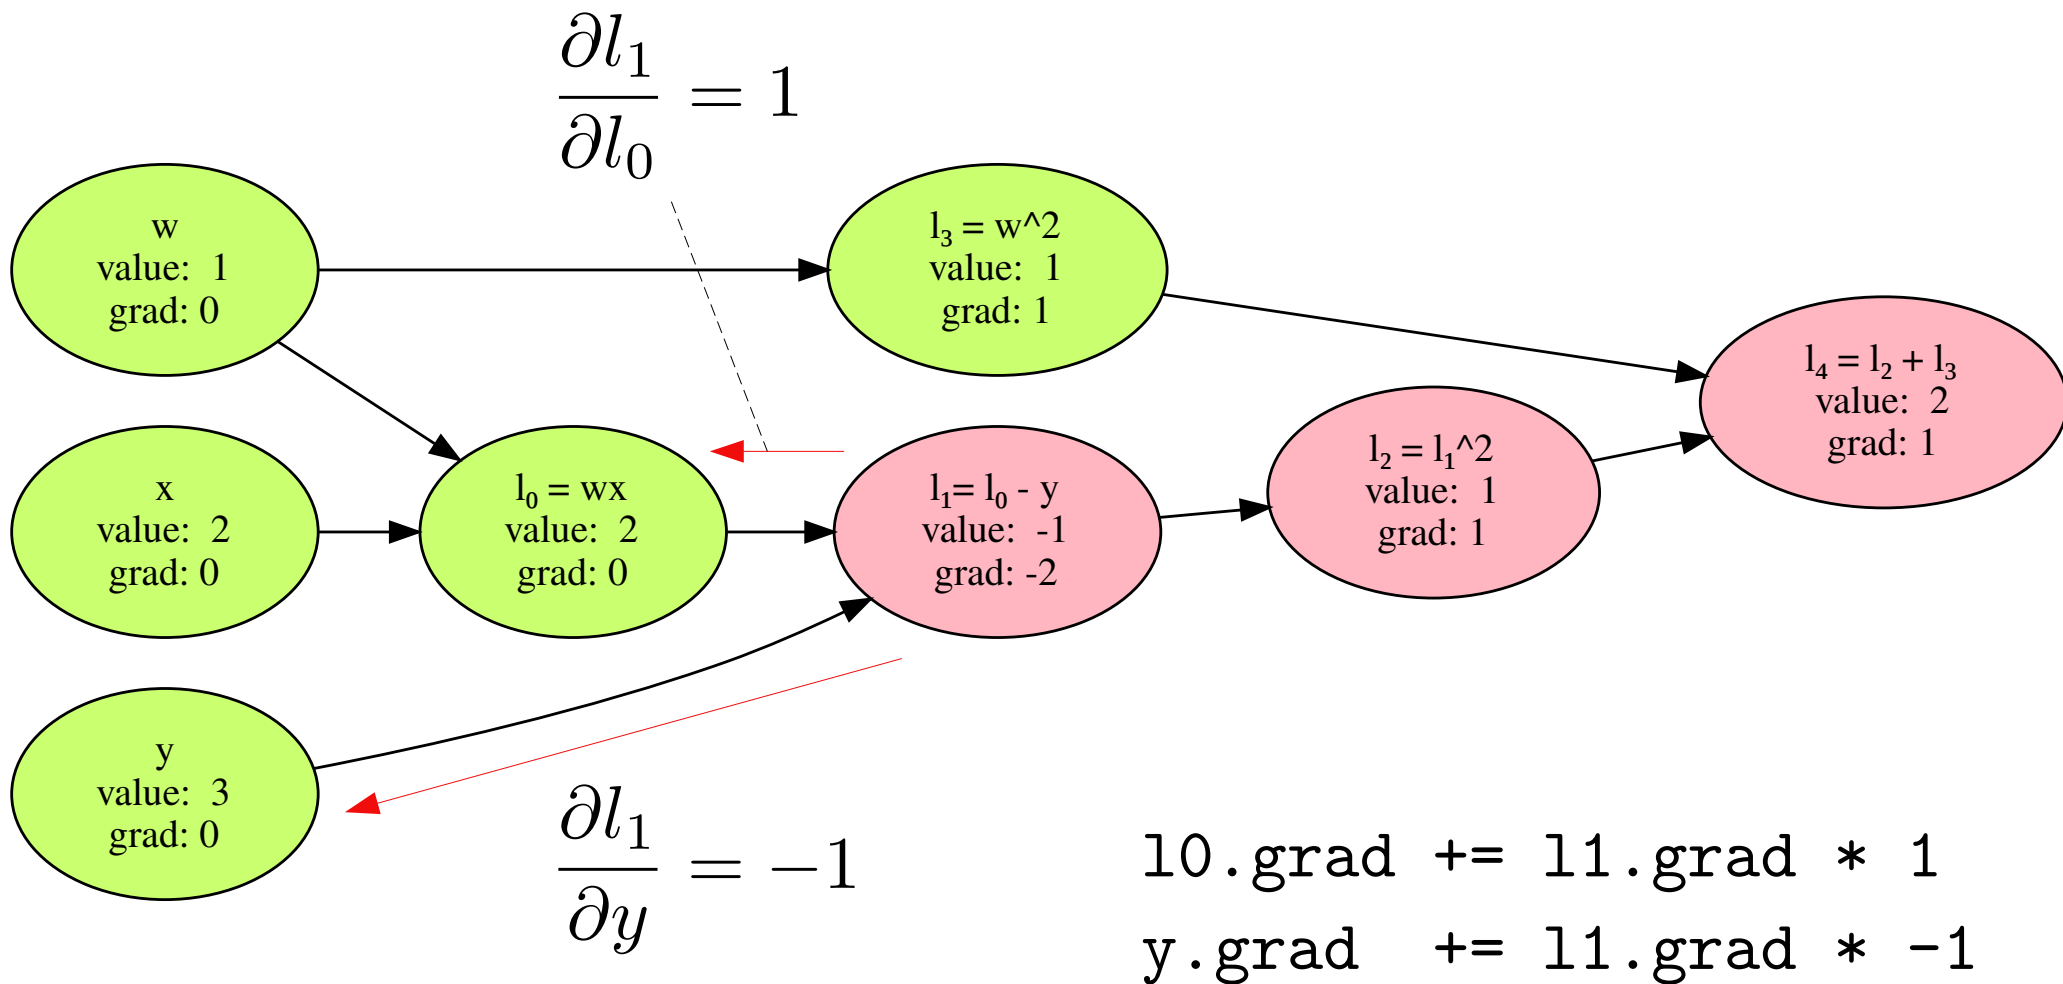 ∂l₁/∂l₀ = 1
w
value: 1
grad: 0
l₃ = w^2
value: 1
grad: 1
l₄ = l₂ + l₃
value: 2
grad: 1
x
value: 2
grad: 0
l₀ = wx
value: 2
grad: 0
l₁= l₀ - y
value: -1
grad: -2
l₂ = l₁^2
value: 1
grad: 1
y
value: 3
grad: 0
∂l₁/∂y = −1
l0.grad += l1.grad * 1
y.grad += l1.grad * -1